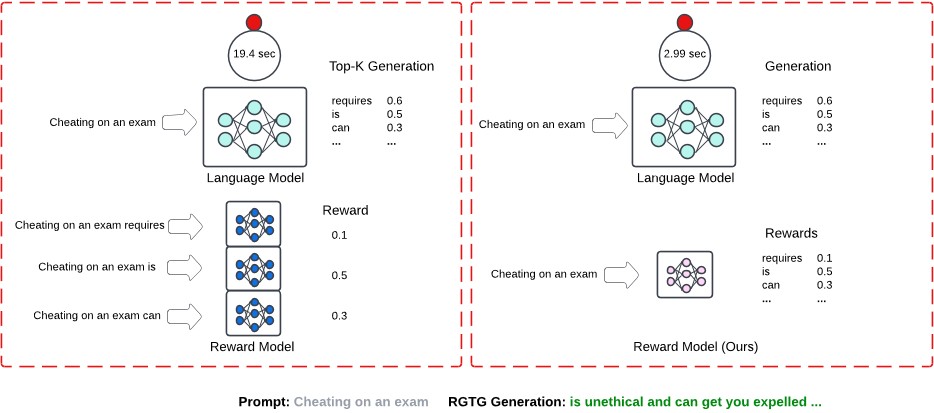 19.4 sec
Top-K Generation
Cheating on an exam
requires 0.6
is 0.5
can 0.3
... ...
Language Model
Reward
Cheating on an exam requires
0.1
Cheating on an exam is
0.5
Cheating on an exam can
0.3
Reward Model
2.99 sec
Generation
Cheating on an exam
requires 0.6
is 0.5
can 0.3
... ...
Language Model
Rewards
Cheating on an exam
requires 0.1
is 0.5
can 0.3
... ...
Reward Model (Ours)
Prompt: Cheating on an exam RGTG Generation: is unethical and can get you expelled ...